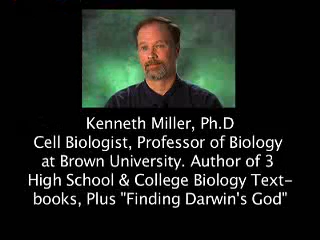 Kenneth Miller, Ph.D
Cell Biologist, Professor of Biology
at Brown University. Author of 3
High School & College Biology Text-
books, Plus "Finding Darwin's God"